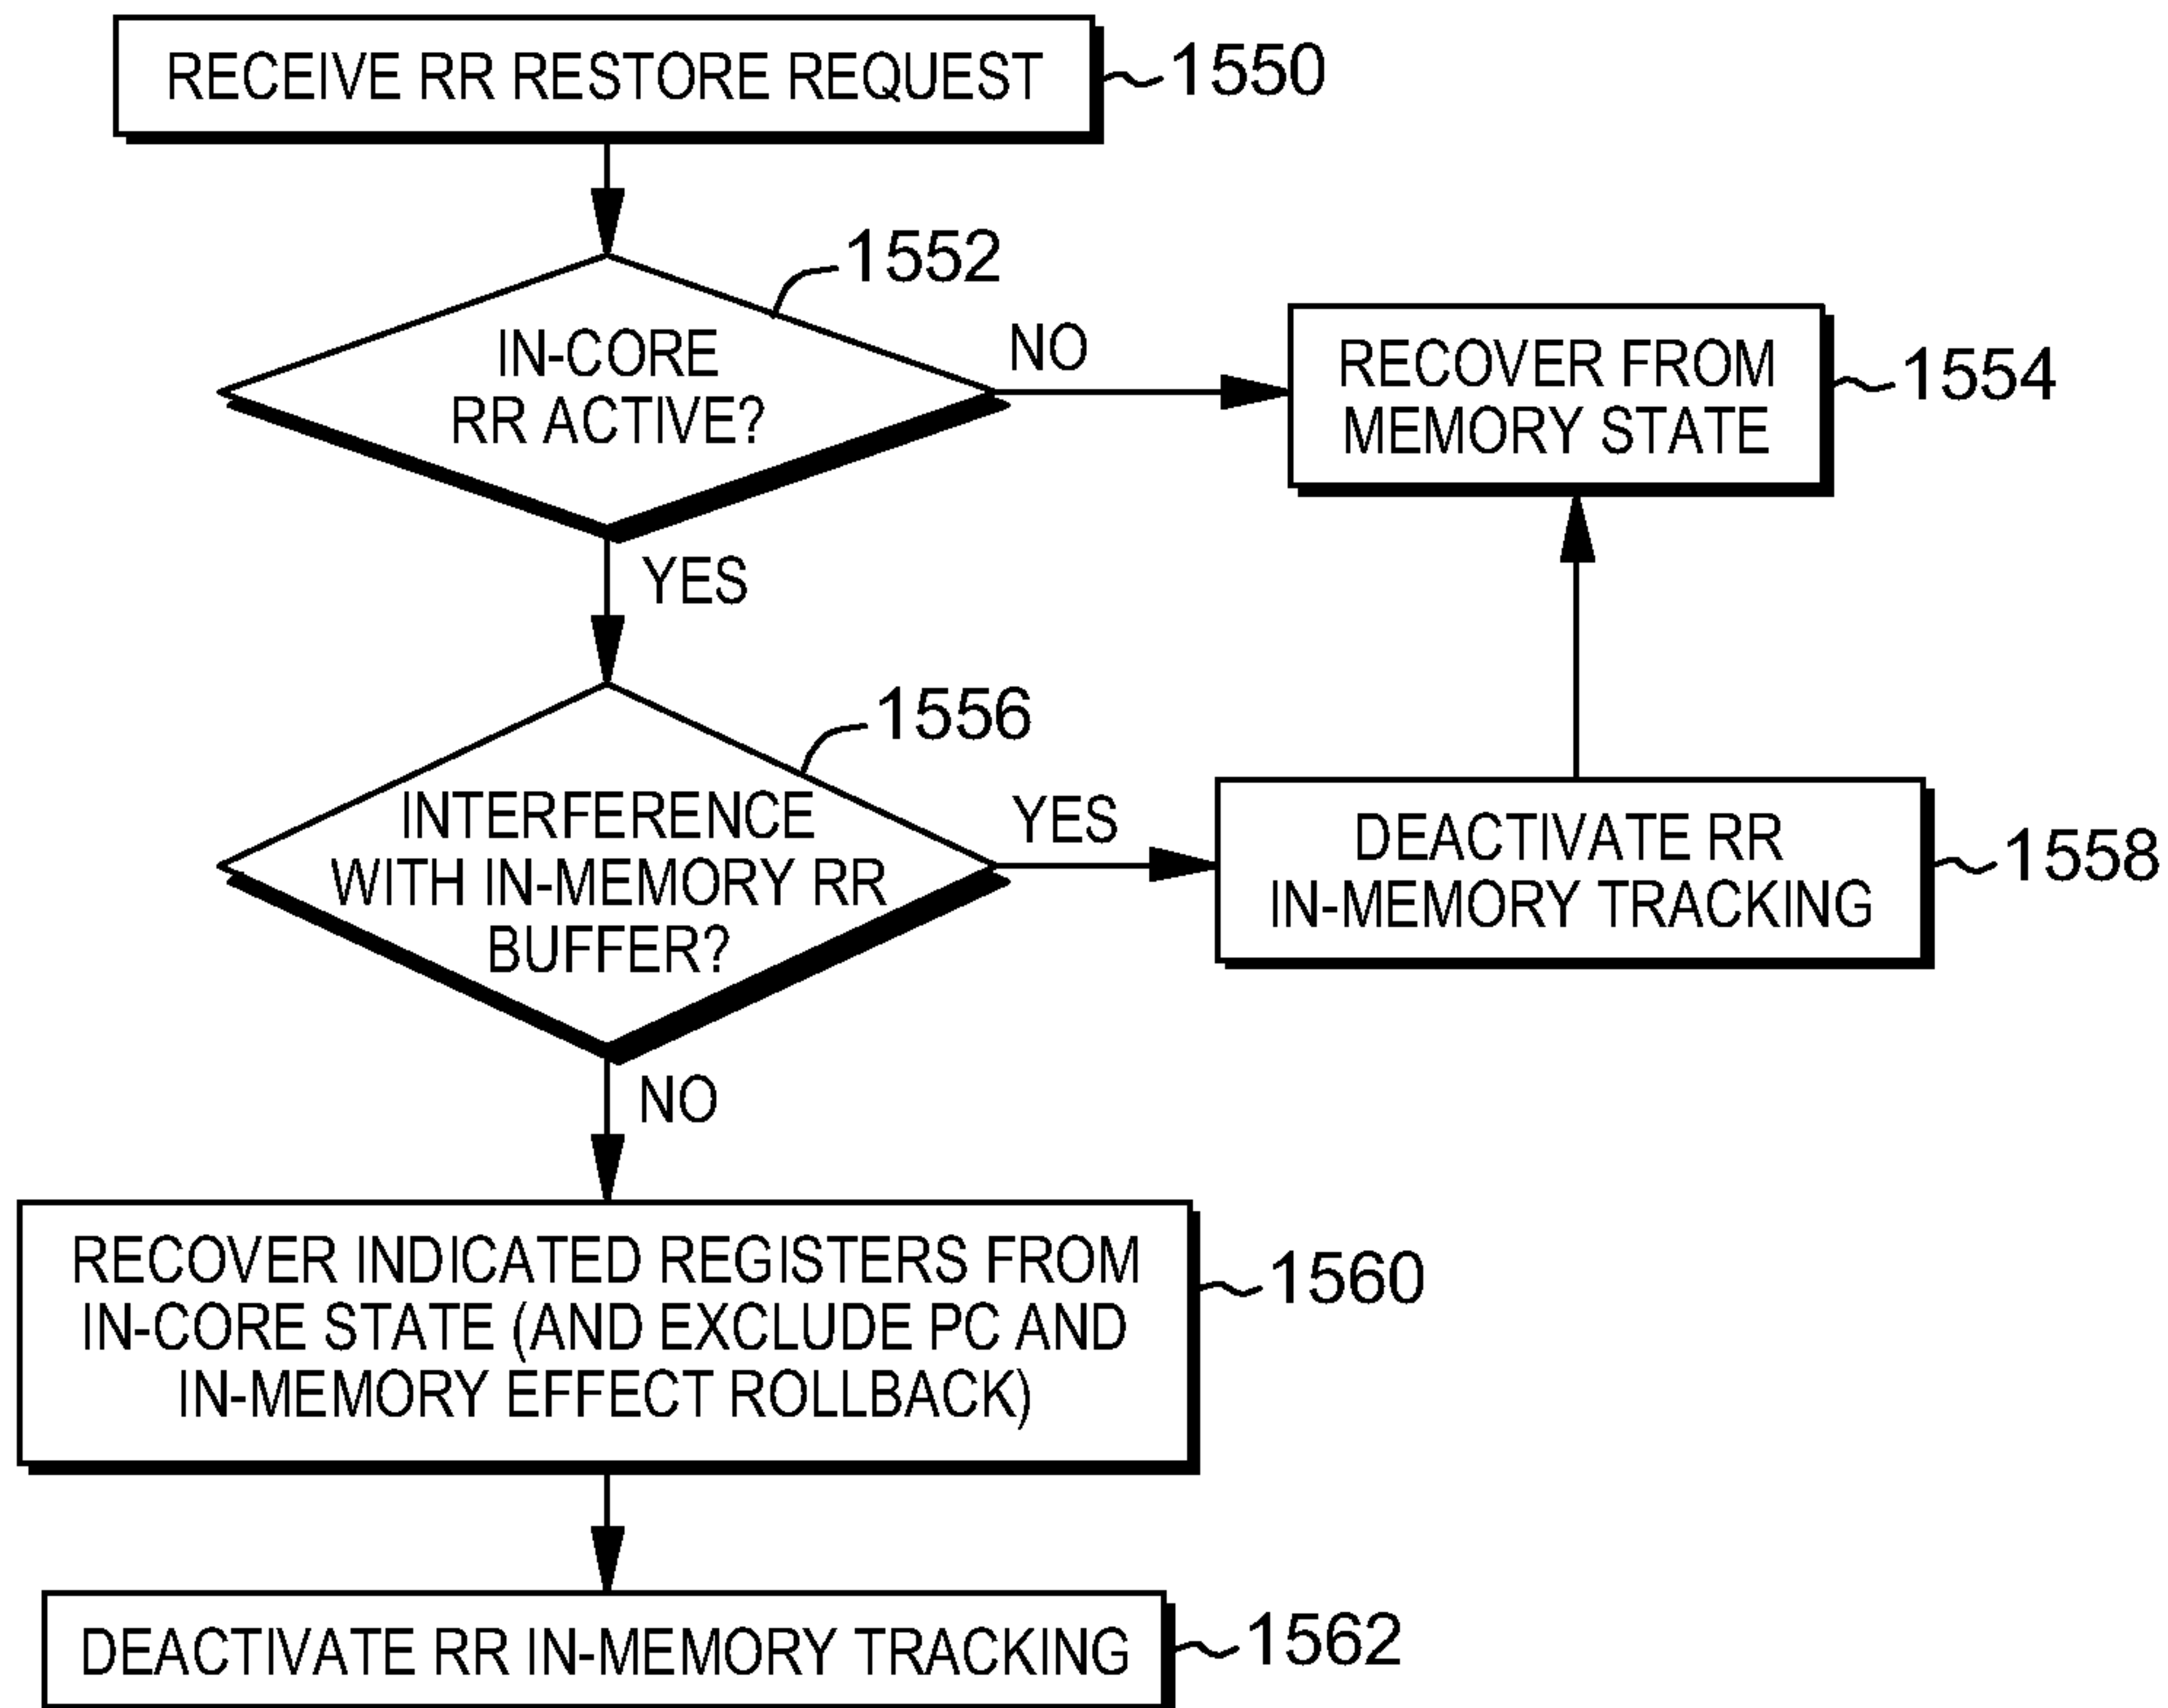 RECEIVE RR RESTORE REQUEST
1550
1552
IN-CORE
RR ACTIVE?
NO
RECOVER FROM
MEMORY STATE
1554
YES
1556
INTERFERENCE
WITH IN-MEMORY RR
BUFFER?
YES
DEACTIVATE RR
IN-MEMORY TRACKING
1558
NO
RECOVER INDICATED REGISTERS FROM
IN-CORE STATE (AND EXCLUDE PC AND
IN-MEMORY EFFECT ROLLBACK)
1560
DEACTIVATE RR IN-MEMORY TRACKING
1562